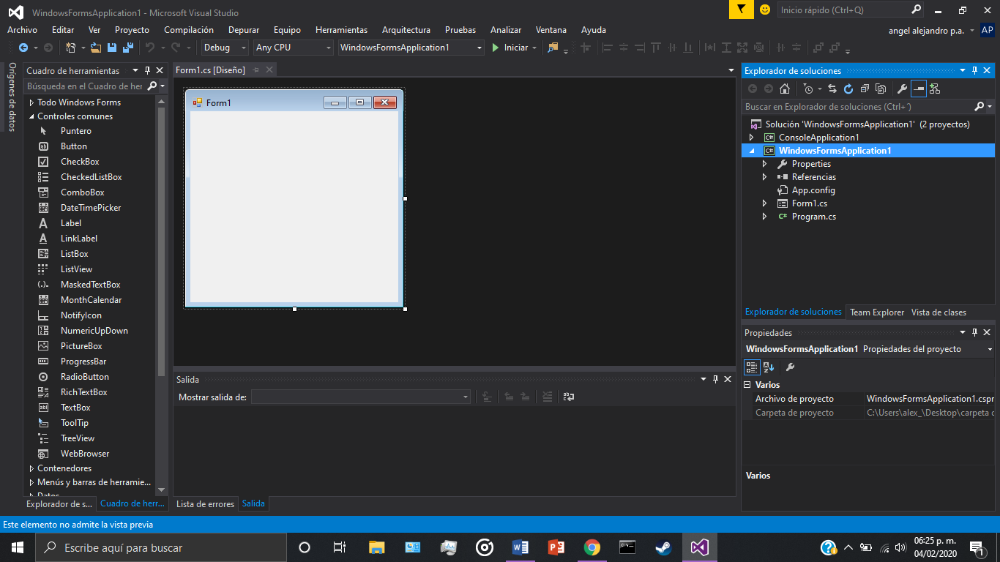 WindowsFormsApplication1 - Microsoft Visual Studio
Inicio rápido (Ctrl+Q)
Archivo Editar Ver Proyecto Compilación Depurar Equipo Herramientas Arquitectura Pruebas Analizar Ventana Ayuda
angel alejandro p.a. AP
Debug Any CPU WindowsFormsApplication1 Iniciar
Orígenes de datos
Cuadro de herramientas
Búsqueda en el Cuadro de her
Todo Windows Forms
Controles comunes
Puntero
Button
CheckBox
CheckedListBox
ComboBox
DateTimePicker
Label
LinkLabel
ListBox
ListView
MaskedTextBox
MonthCalendar
NotifyIcon
NumericUpDown
PictureBox
ProgressBar
RadioButton
RichTextBox
TextBox
ToolTip
TreeView
WebBrowser
Contenedores
Menús y barras de herramie...
Datos
Explorador de s... Cuadro de herr...
Form1.cs [Diseño]
Form1
Salida
Mostrar salida de:
Lista de errores Salida
Explorador de soluciones
Buscar en Explorador de soluciones (Ctrl+´)
Solución 'WindowsFormsApplication1' (2 proyectos)
C# ConsoleApplication1
C# WindowsFormsApplication1
Properties
Referencias
App.config
Form1.cs
C# Program.cs
Explorador de soluciones Team Explorer Vista de clases
Propiedades
WindowsFormsApplication1 Propiedades del proyecto
Varios
Archivo de proyecto WindowsFormsApplication1.cspr
Carpeta de proyecto C:\Users\alex_\Desktop\carpeta c
Varios
Este elemento no admite la vista previa
Escribe aquí para buscar
06:25 p. m.
04/02/2020
1